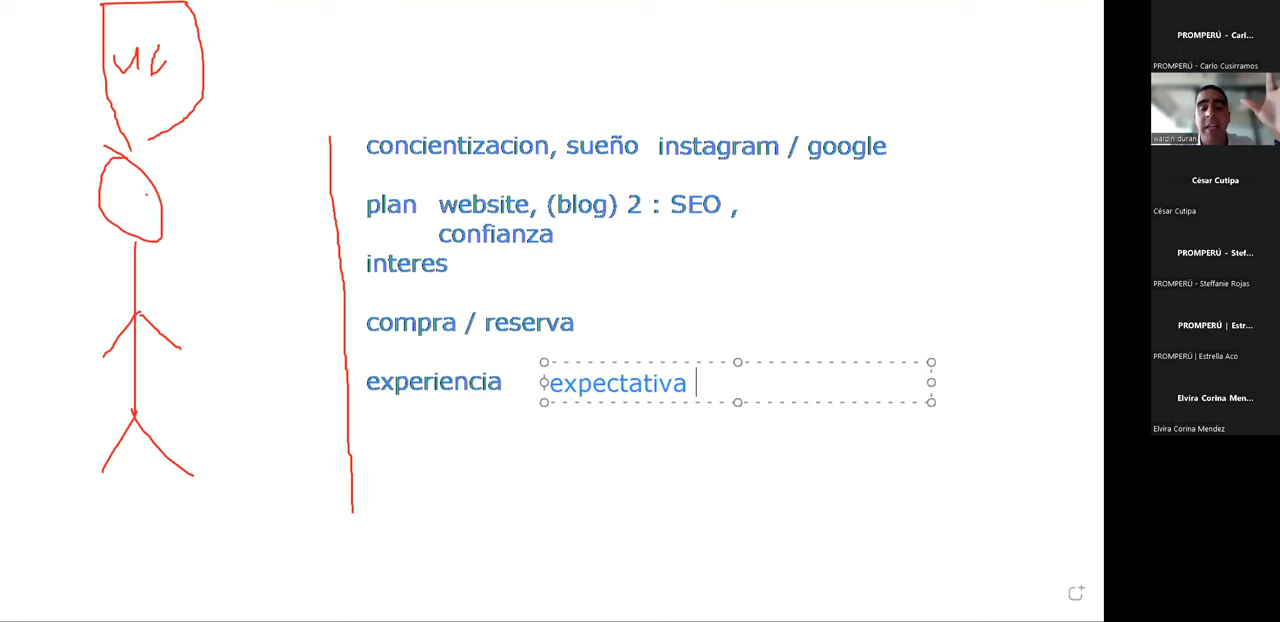 concientizacion, sueño instagram / google
plan website, (blog) 2 : SEO ,
confianza
interes
compra / reserva
experiencia expectativa
PROMPERÚ - Carl...
PROMPERÚ - Carlo Cusirramos
waldin duran
César Cutipa
César Cutipa
PROMPERÚ - Stef...
PROMPERÚ - Steffanie Rojas
PROMPERÚ | Estr...
PROMPERÚ | Estrella Aco
Elvira Corina Men...
Elvira Corina Mendez